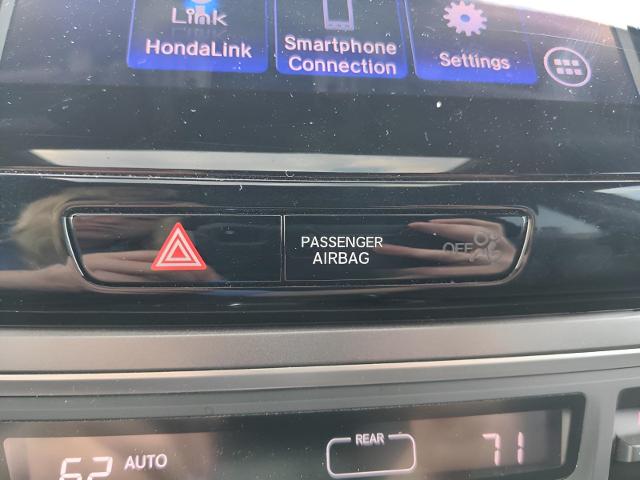 Link
HondaLink
Smartphone
Connection
Settings
PASSENGER
AIRBAG
OFF
62 AUTO
REAR
71